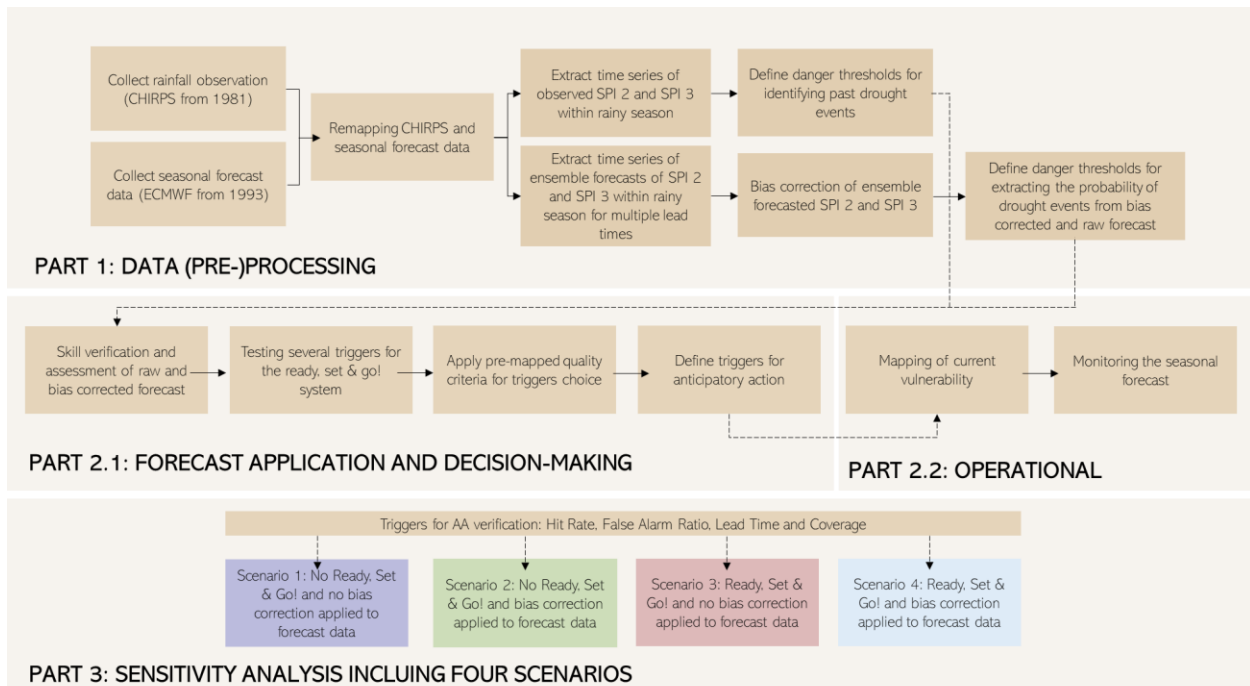 Collect rainfall observation
(CHIRPS from 1981)
Collect seasonal forecast
data (ECMWF from 1993)
Remapping CHIRPS and
seasonal forecast data
Extract time series of
observed SPI 2 and SPI 3
within rainy season
Define danger thresholds for
identifying past drought
events
Extract time series of
ensemble forecasts of SPI 2
and SPI 3 within rainy
season for multiple lead
times
Bias correction of ensemble
forecasted SPI 2 and SPI 3
Define danger thresholds for
extracting the probability of
drought events from bias
corrected and raw forecast
PART 1: DATA (PRE-)PROCESSING
Skill verification and
assessment of raw and
bias corrected forecast
Testing several triggers for
the ready, set & go!
system
Apply pre-mapped quality
criteria for triggers choice
Define triggers for
anticipatory action
Mapping of current
vulnerability
Monitoring the seasonal
forecast
PART 2.1: FORECAST APPLICATION AND DECISION-MAKING
PART 2.2: OPERATIONAL
Triggers for AA verification: Hit Rate, False Alarm Ratio, Lead Time and Coverage
Scenario 1: No Ready, Set
& Go! and no bias
correction applied to
forecast data
Scenario 2: No Ready, Set
& Go! and bias correction
applied to forecast data
Scenario 3: Ready, Set &
Go! and no bias correction
applied to forecast data
Scenario 4: Ready, Set &
Go! and bias correction
applied to forecast data
PART 3: SENSITIVITY ANALYSIS INCLUING FOUR SCENARIOS